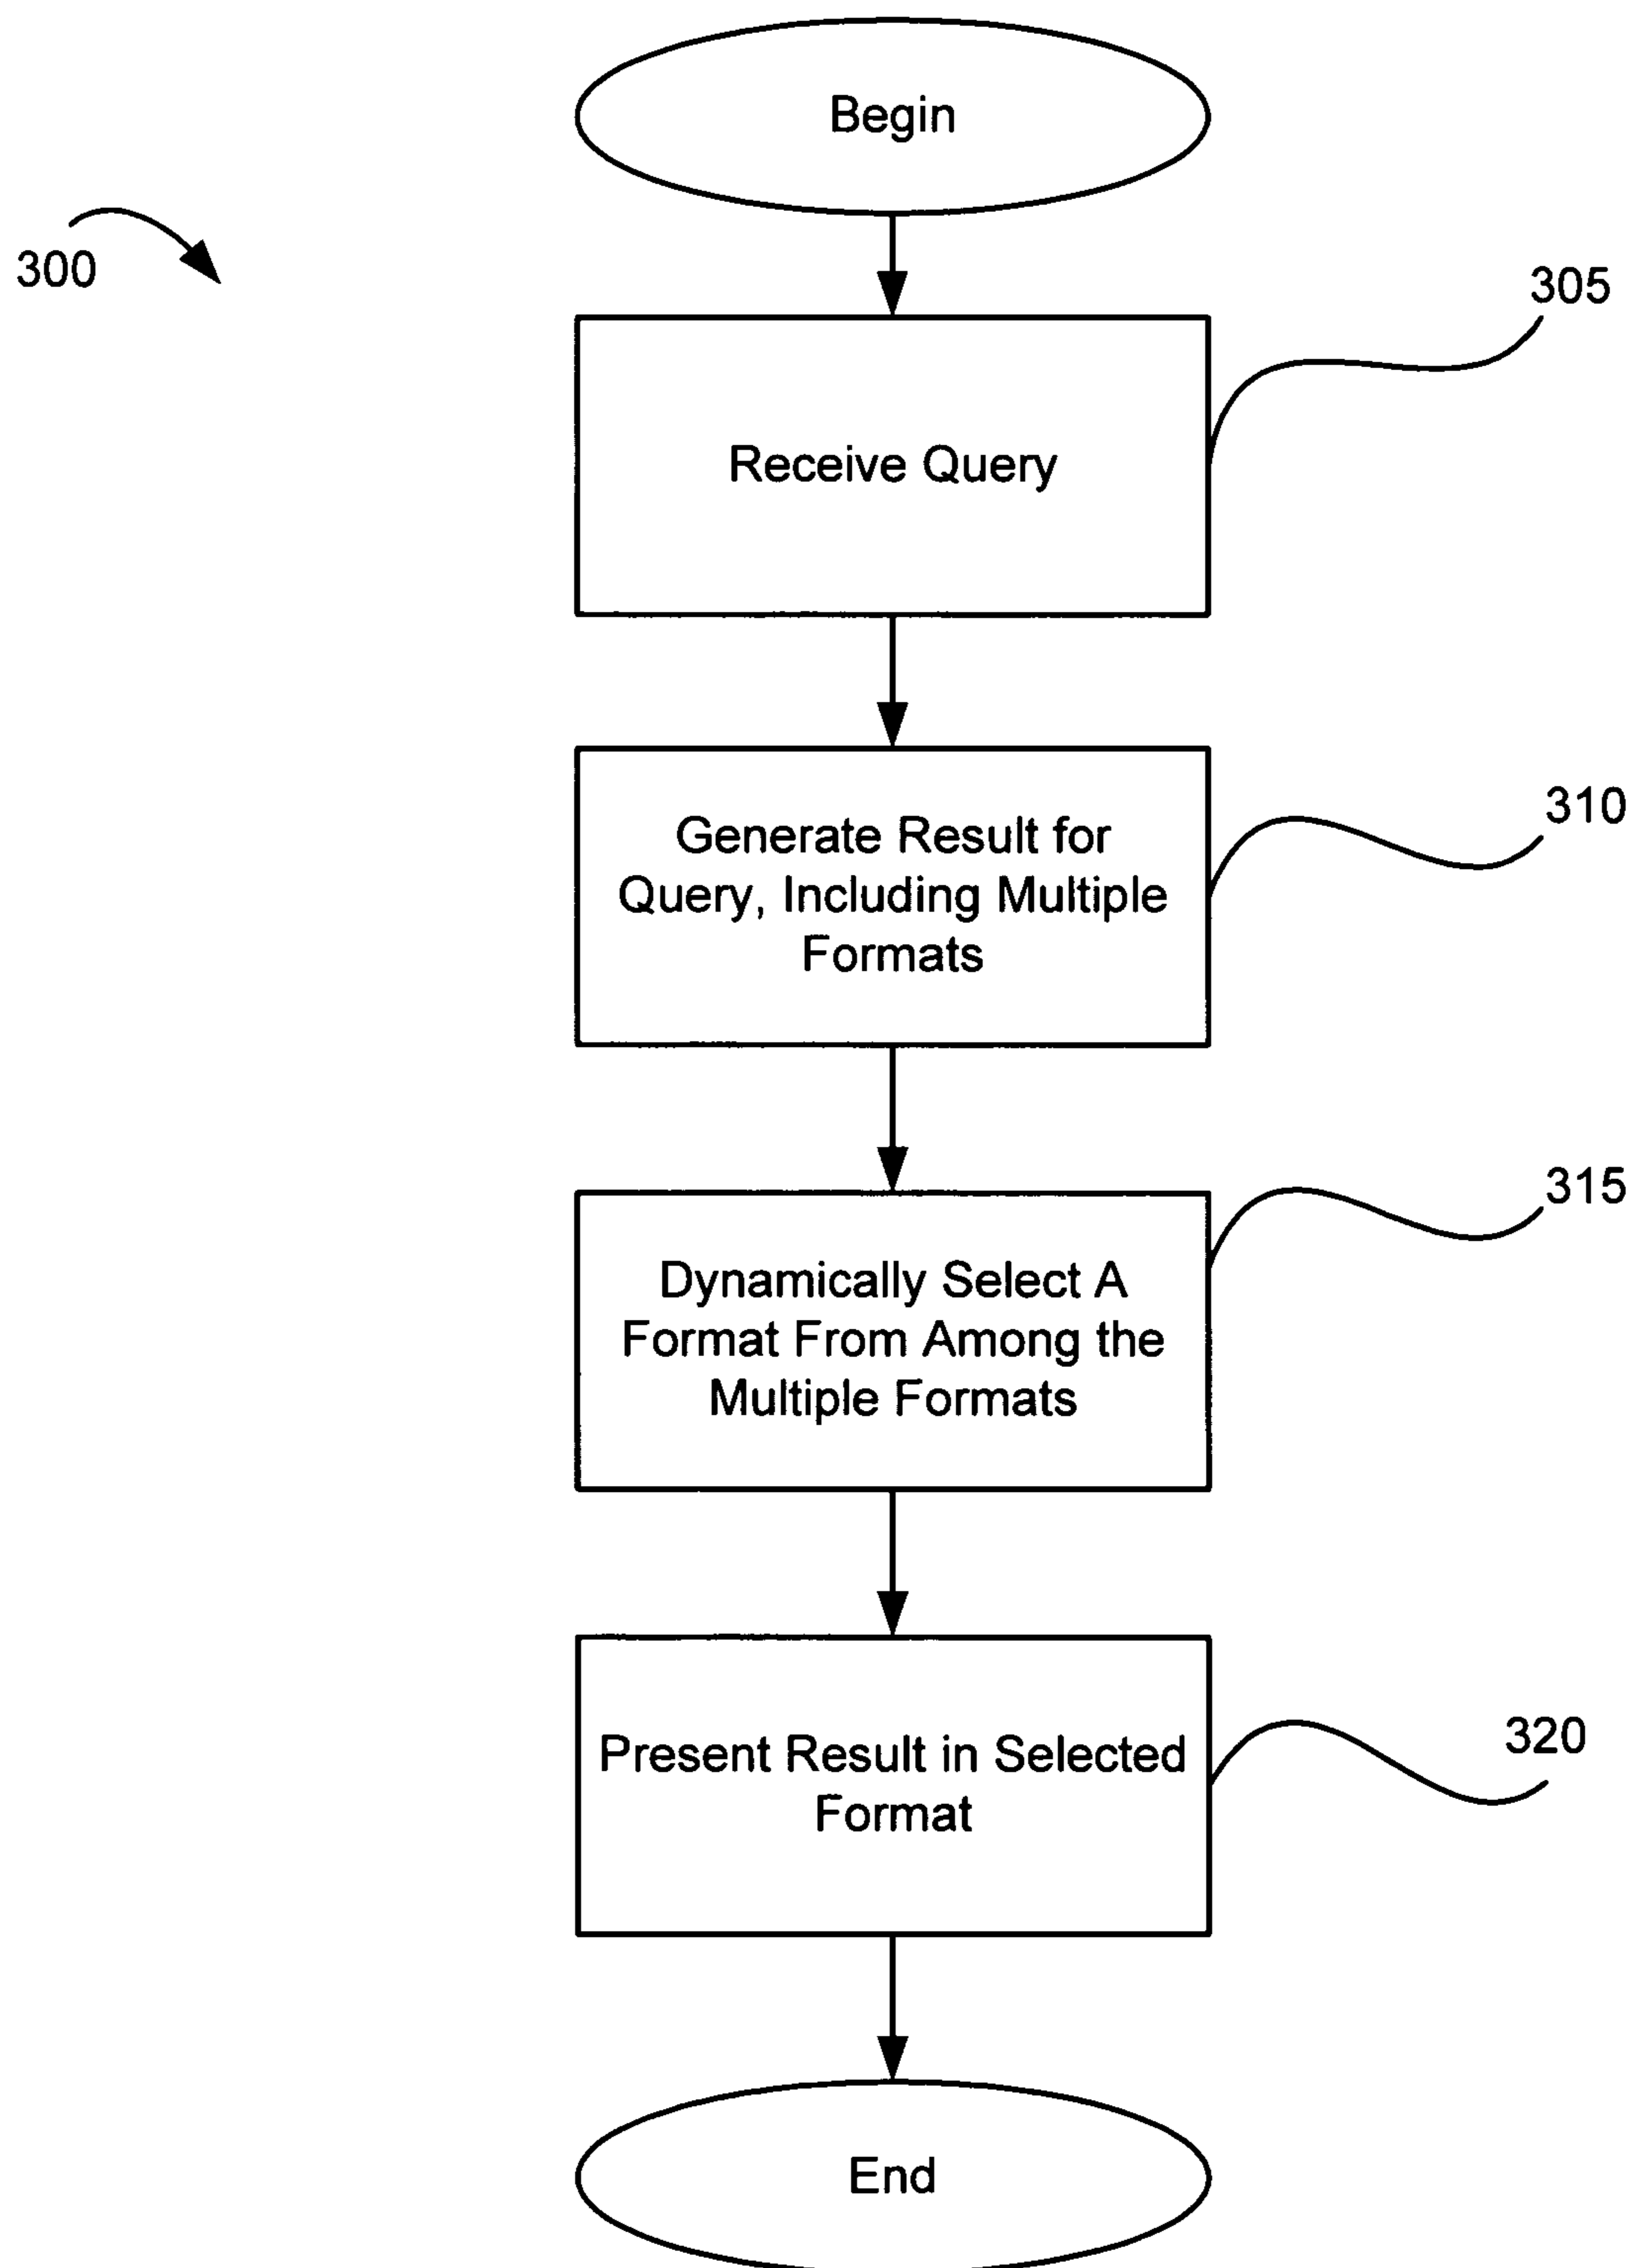 Begin
300
305
Receive Query
310
Generate Result for
Query, Including Multiple
Formats
315
Dynamically Select A
Format From Among the
Multiple Formats
320
Present Result in Selected
Format
End